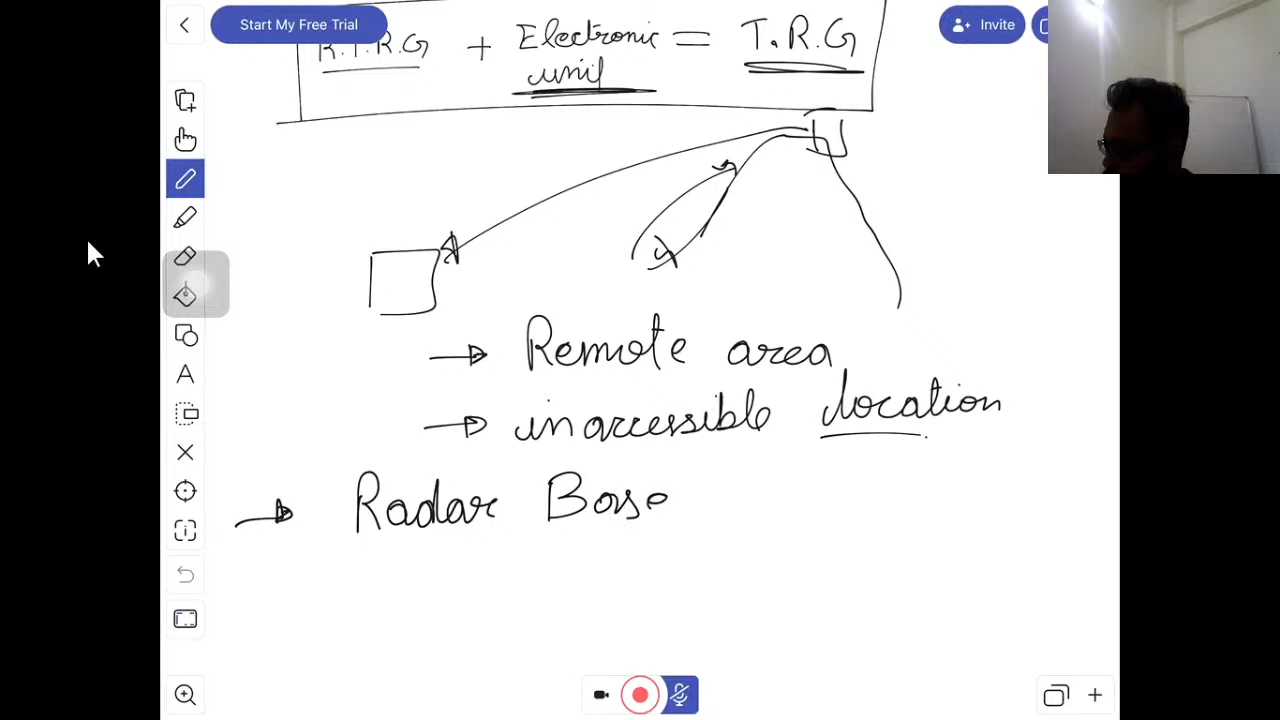 Start My Free Trial
Invite
R.T.R.G + Electronic unit = T.R.G
→ Remote area
→ inaccessible location
→ Radar Base
A